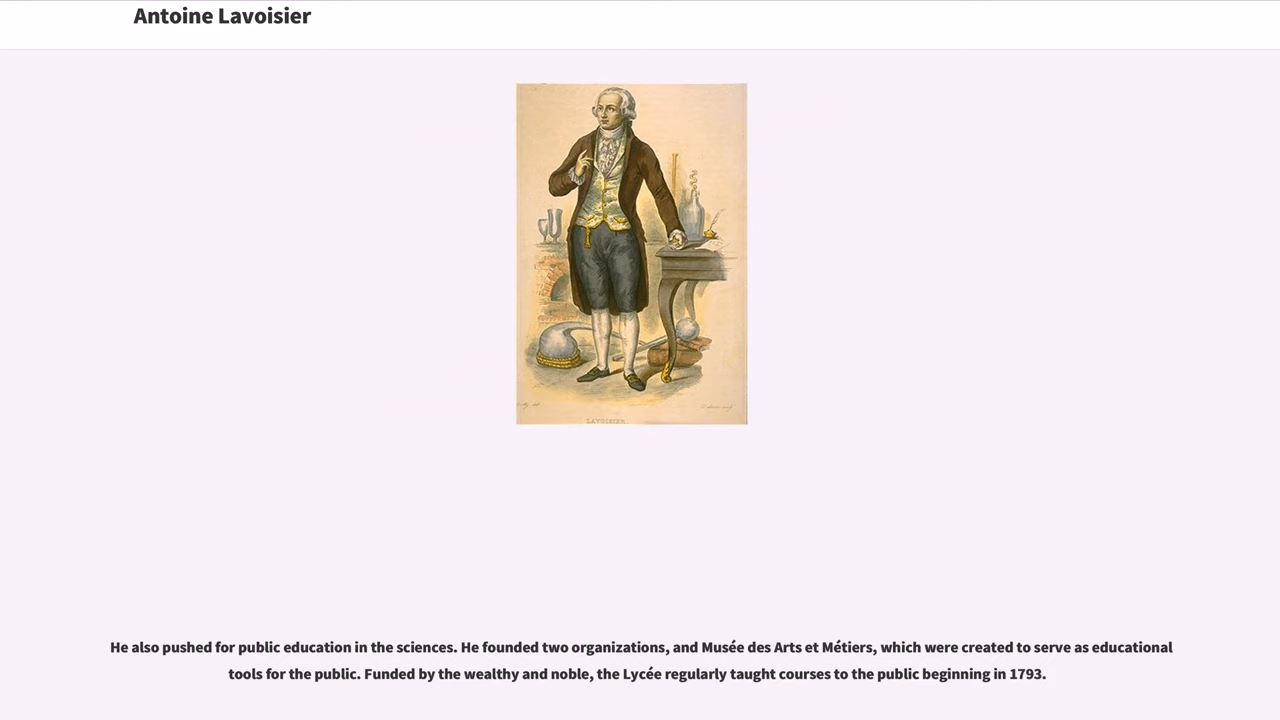 Antoine Lavoisier
LAVOISIER
He also pushed for public education in the sciences. He founded two organizations, and Musée des Arts et Métiers, which were created to serve as educational
tools for the public. Funded by the wealthy and noble, the Lycée regularly taught courses to the public beginning in 1793.